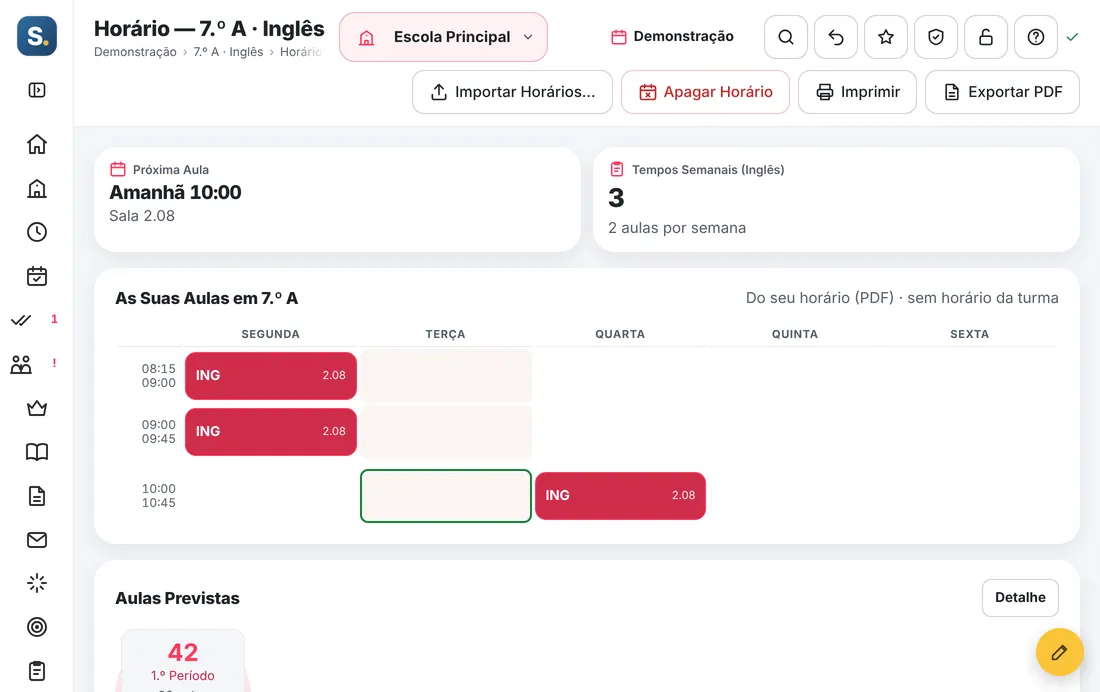 S.
Horário — 7.º A · Inglês
Demonstração › 7.º A · Inglês › Horário
Escola Principal
Demonstração
Importar Horários...
Apagar Horário
Imprimir
Exportar PDF
1
!
Próxima Aula
Amanhã 10:00
Sala 2.08
Tempos Semanais (Inglês)
3
2 aulas por semana
As Suas Aulas em 7.º A
Do seu horário (PDF) · sem horário da turma
SEGUNDA TERÇA QUARTA QUINTA SEXTA
08:15
09:00
ING 2.08
09:00
09:45
ING 2.08
10:00
10:45
ING 2.08
Aulas Previstas
Detalhe
42
1.º Período